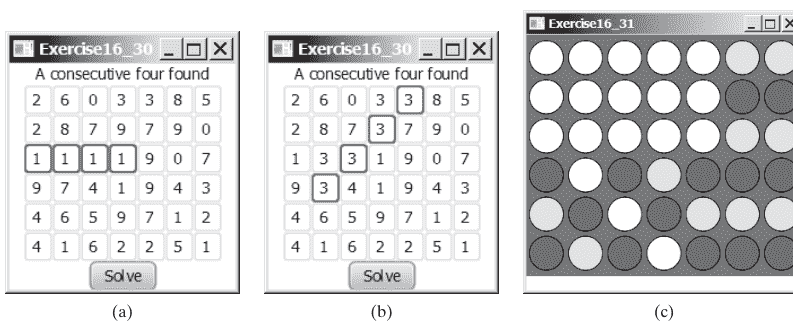 Exercise16_30
A consecutive four found
2 6 0 3 3 8 5
2 8 7 9 7 9 0
1 1 1 1 9 0 7
9 7 4 1 9 4 3
4 6 5 9 7 1 2
4 1 6 2 2 5 1
Solve
(a)
Exercise16_30
A consecutive four found
2 6 0 3 3 8 5
2 8 7 3 7 9 0
1 3 3 1 9 0 7
9 3 4 1 9 4 3
4 6 5 9 7 1 2
4 1 6 2 2 5 1
Solve
(b)
Exercise16_31
(c)